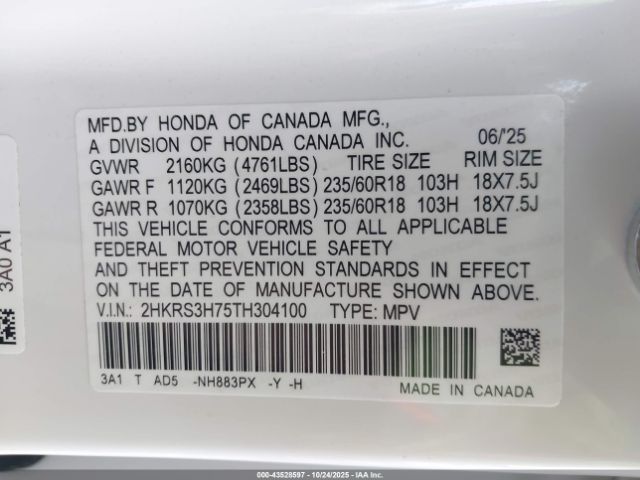 MFD.BY HONDA OF CANADA MFG.,
A DIVISION OF HONDA CANADA INC. 06/'25
GVWR 2160KG (4761LBS) TIRE SIZE RIM SIZE
GAWR F 1120KG (2469LBS) 235/60R18 103H 18X7.5J
GAWR R 1070KG (2358LBS) 235/60R18 103H 18X7.5J
THIS VEHICLE CONFORMS TO ALL APPLICABLE
FEDERAL MOTOR VEHICLE SAFETY
AND THEFT PREVENTION STANDARDS IN EFFECT
ON THE DATE OF MANUFACTURE SHOWN ABOVE.
V.I.N.: 2HKRS3H75TH304100 TYPE: MPV
3A1 T AD5 -NH883PX -Y -H
MADE IN CANADA
3A0 A1
000-43528597 • 10/24/2025 • IAA Inc.